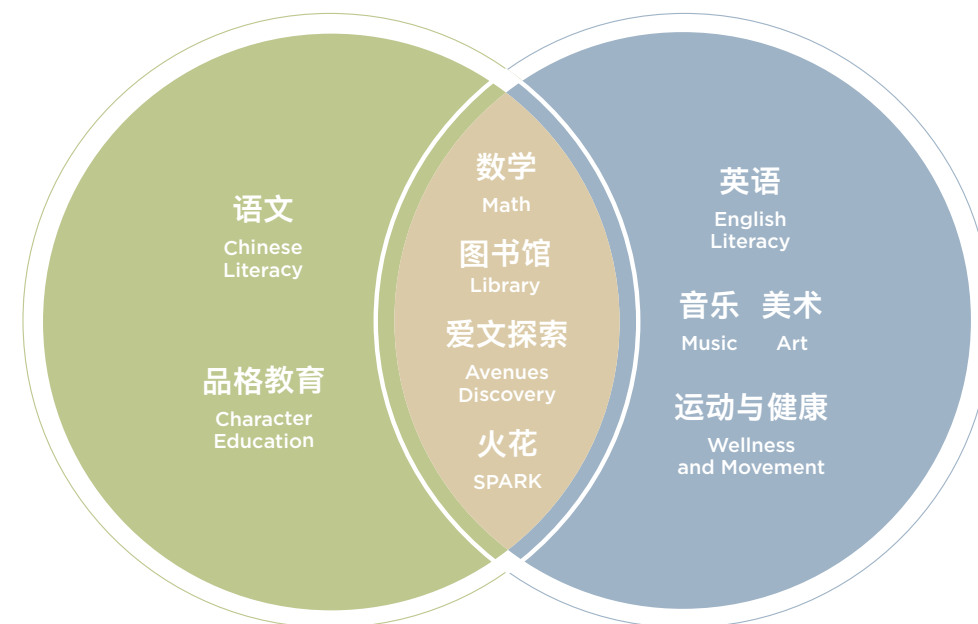 语文
Chinese
Literacy
品格教育
Character
Education
数学
Math
图书馆
Library
爱文探索
Avenues
Discovery
火花
SPARK
英语
English
Literacy
音乐 美术
Music Art
运动与健康
Wellness
and Movement